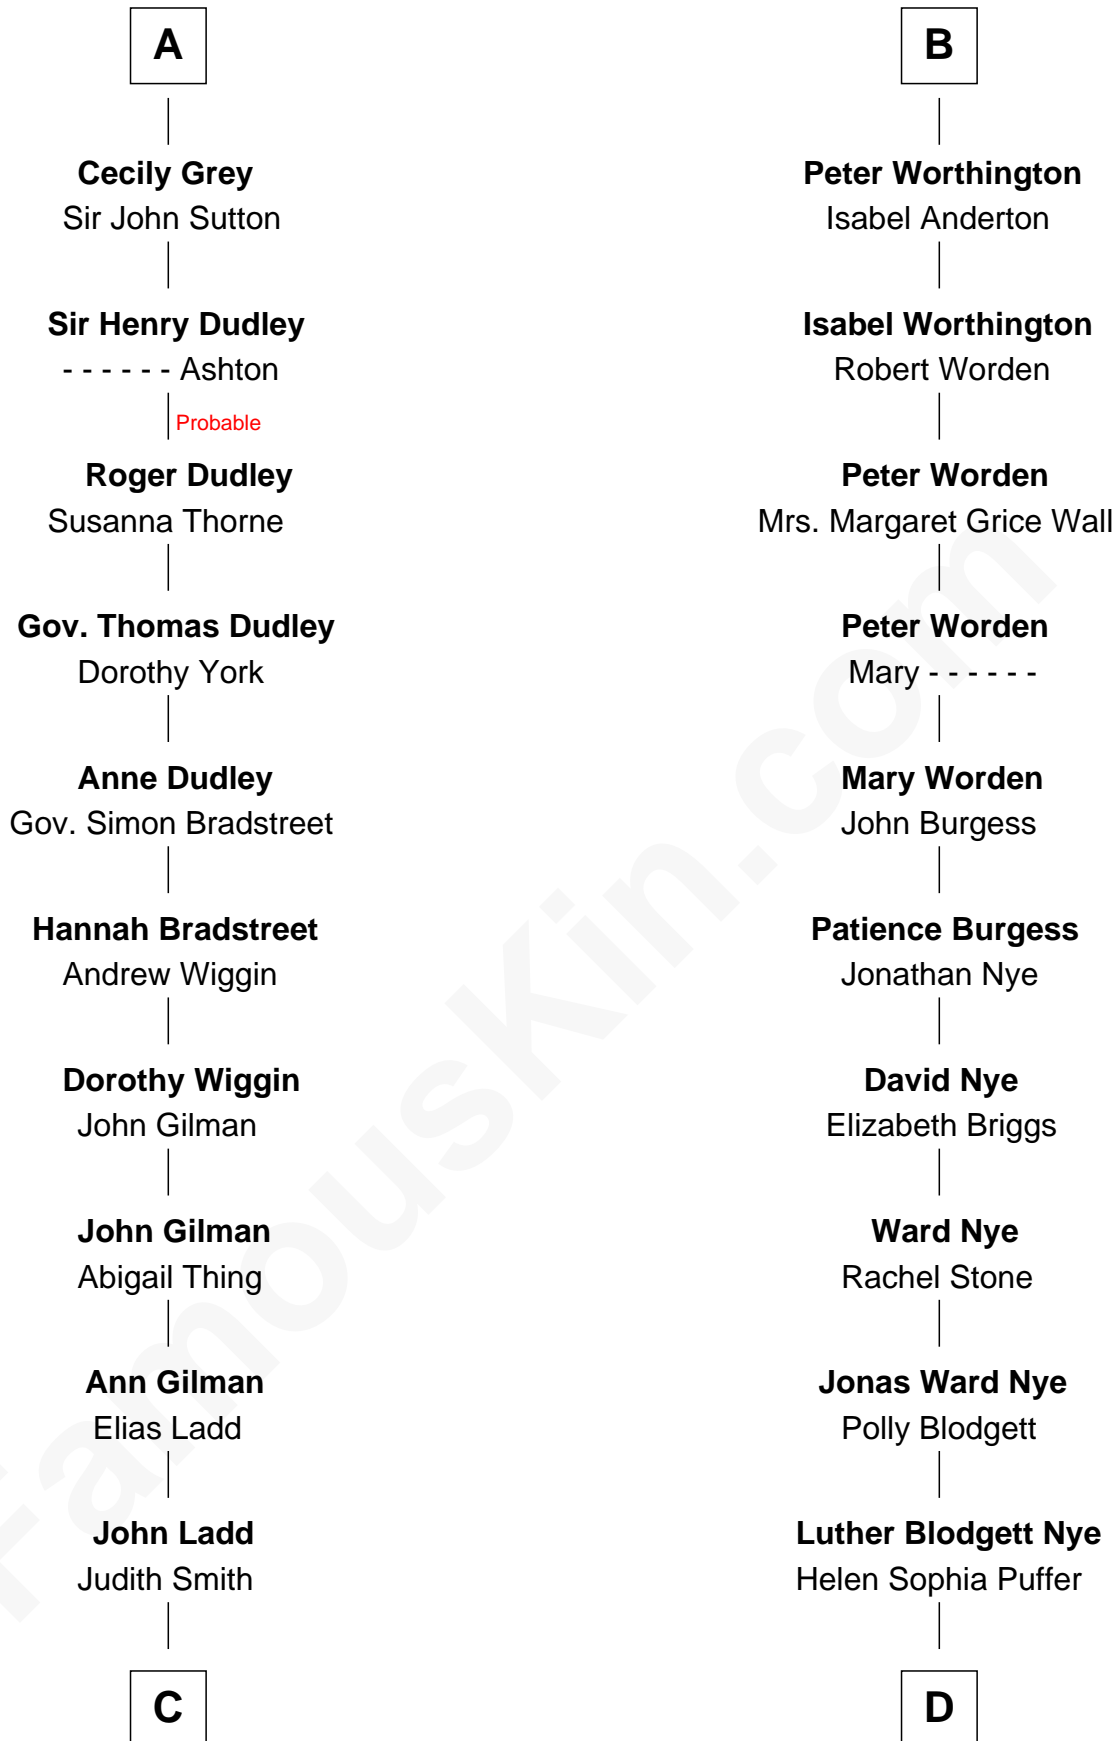 A
Cecily Grey
Sir John Sutton
Sir Henry Dudley
- - - - - - Ashton
Probable
Roger Dudley
Susanna Thorne
Gov. Thomas Dudley
Dorothy York
Anne Dudley
Gov. Simon Bradstreet
Hannah Bradstreet
Andrew Wiggin
Dorothy Wiggin
John Gilman
John Gilman
Abigail Thing
Ann Gilman
Elias Ladd
John Ladd
Judith Smith
C
B
Peter Worthington
Isabel Anderton
Isabel Worthington
Robert Worden
Peter Worden
Mrs. Margaret Grice Wall
Peter Worden
Mary - - - - - -
Mary Worden
John Burgess
Patience Burgess
Jonathan Nye
David Nye
Elizabeth Briggs
Ward Nye
Rachel Stone
Jonas Ward Nye
Polly Blodgett
Luther Blodgett Nye
Helen Sophia Puffer
D
FamousKin.com